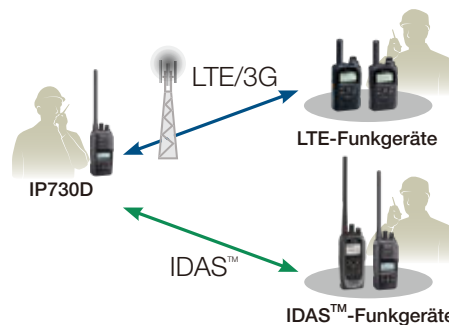 LTE/3G
LTE-Funkgeräte
IP730D
IDAS™
IDAS™-Funkgeräte